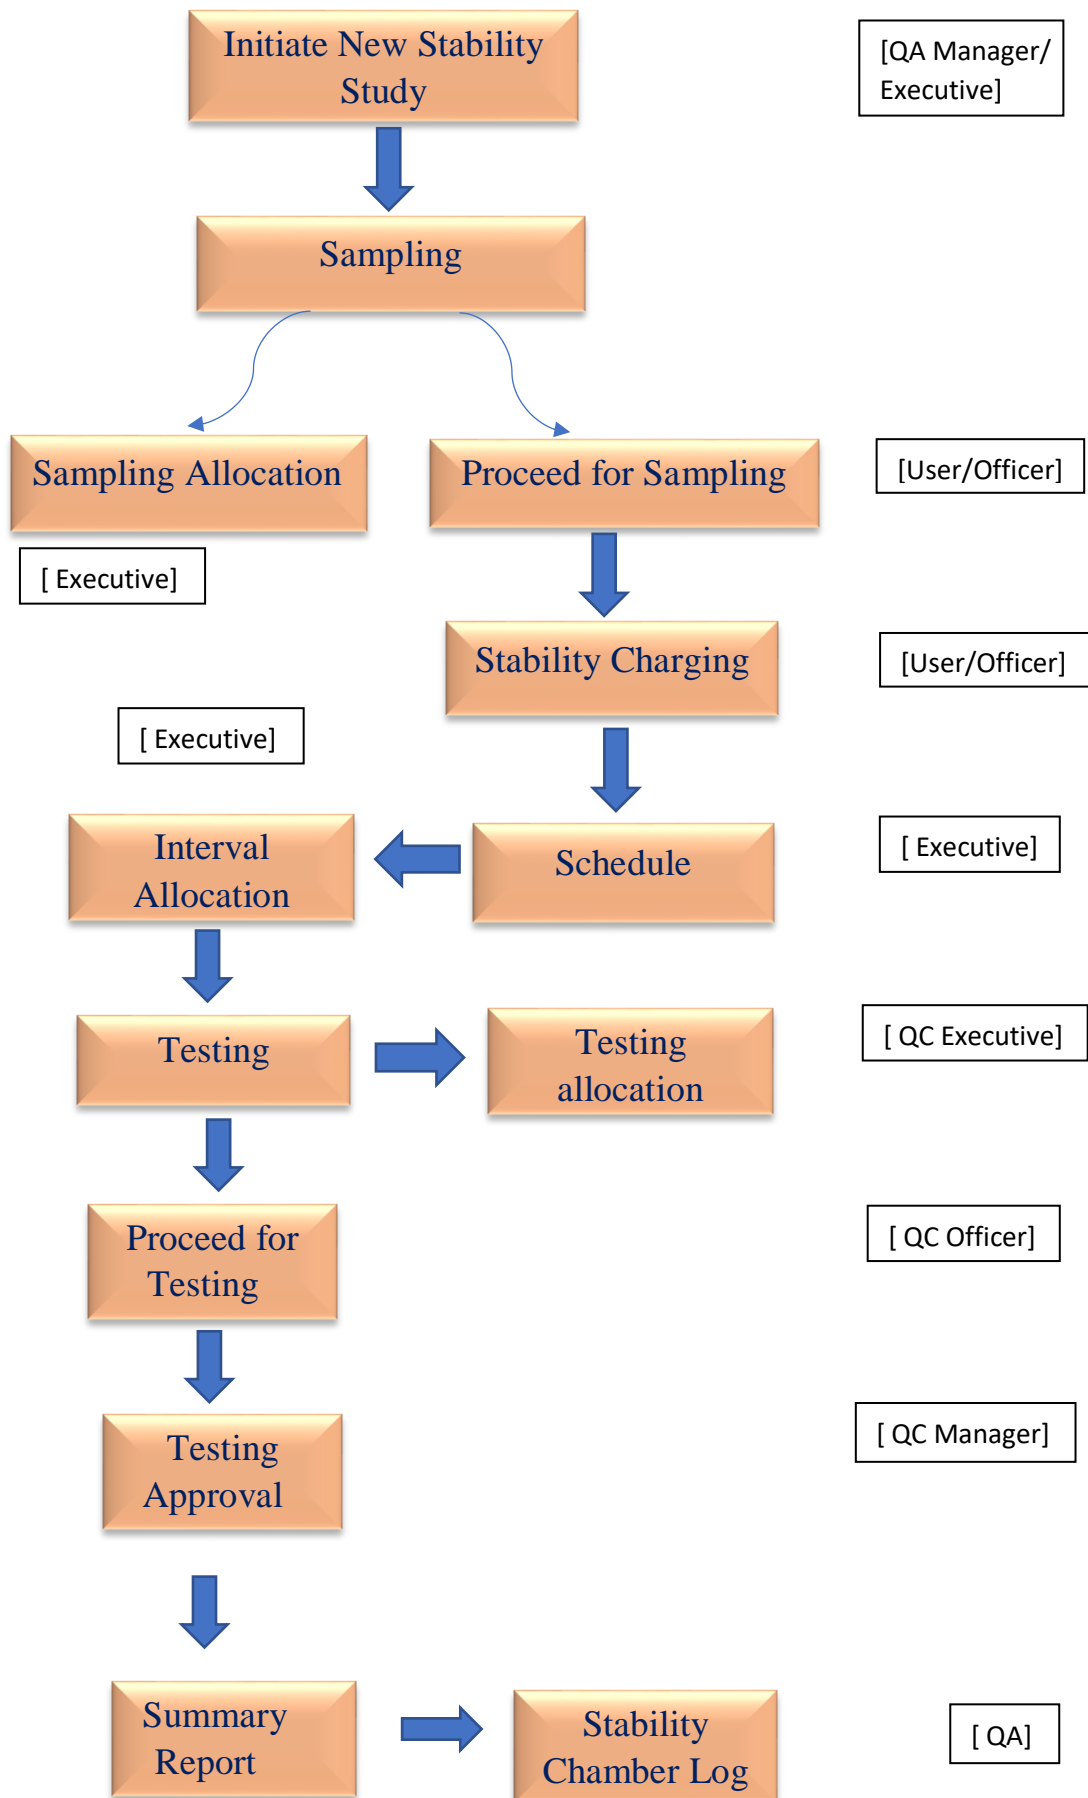 Initiate New Stability
Study
[QA Manager/
Executive]
Sampling
Sampling Allocation
Proceed for Sampling
[User/Officer]
[ Executive]
Stability Charging
[User/Officer]
[ Executive]
Interval
Allocation
Schedule
[ Executive]
Testing
Testing
allocation
[ QC Executive]
Proceed for
Testing
[ QC Officer]
Testing
Approval
[ QC Manager]
Summary
Report
Stability
Chamber Log
[ QA]